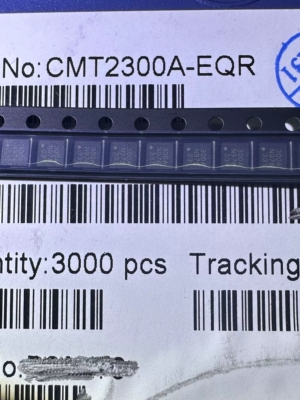 No: CMT2300A-EQR
ntity: 3000 pcs Tracking
o.